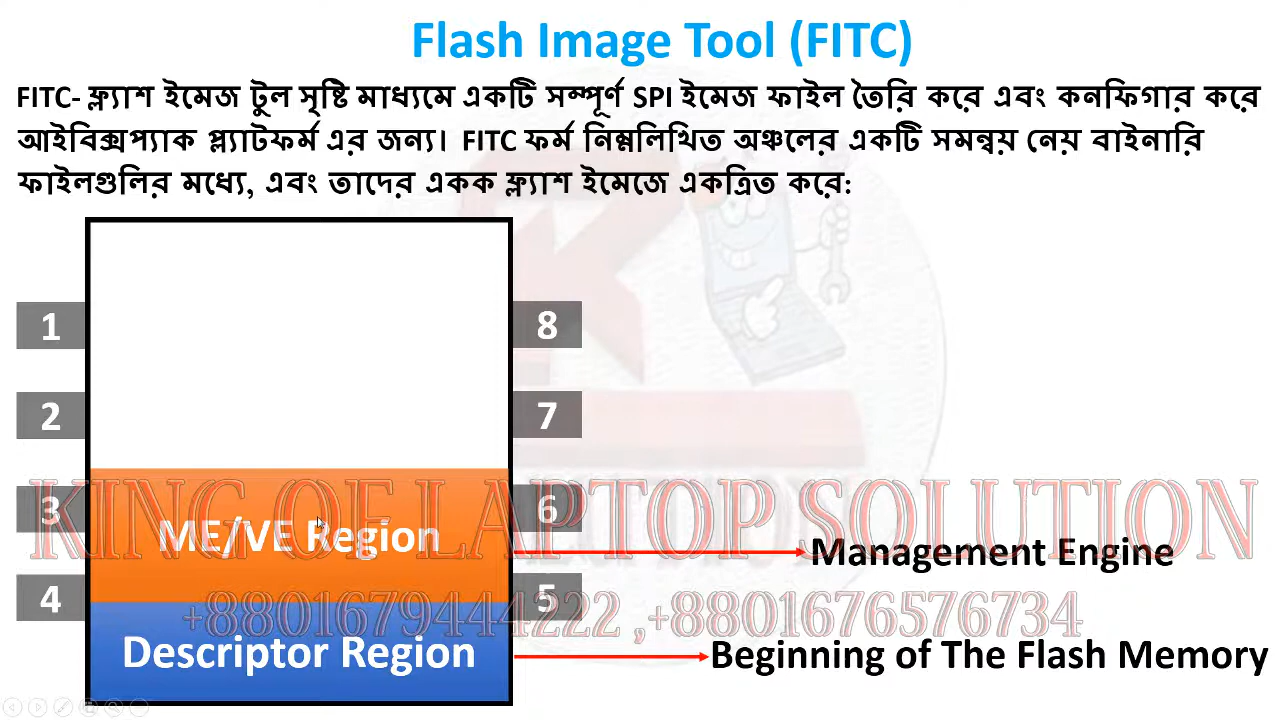 Flash Image Tool (FITC)
FITC- ফ্ল্যাশ ইমেজ টুল সৃষ্টি মাধ্যমে একটি সম্পূর্ণ SPI ইমেজ ফাইল তৈরি করে এবং কনফিগার করে
আইবিক্সপ্যাক প্ল্যাটফর্ম এর জন্য। FITC ফর্ম নিম্নলিখিত অঞ্চলের একটি সমন্বয় নেয় বাইনারি
ফাইলগুলির মধ্যে, এবং তাদের একক ফ্ল্যাশ ইমেজে একত্রিত করে:
1
8
2
7
3
6
KING OF LAPTOP SOLUTION
ME/VE Region
Management Engine
4
5
+8801679444222 ,+8801676576734
Descriptor Region
Beginning of The Flash Memory